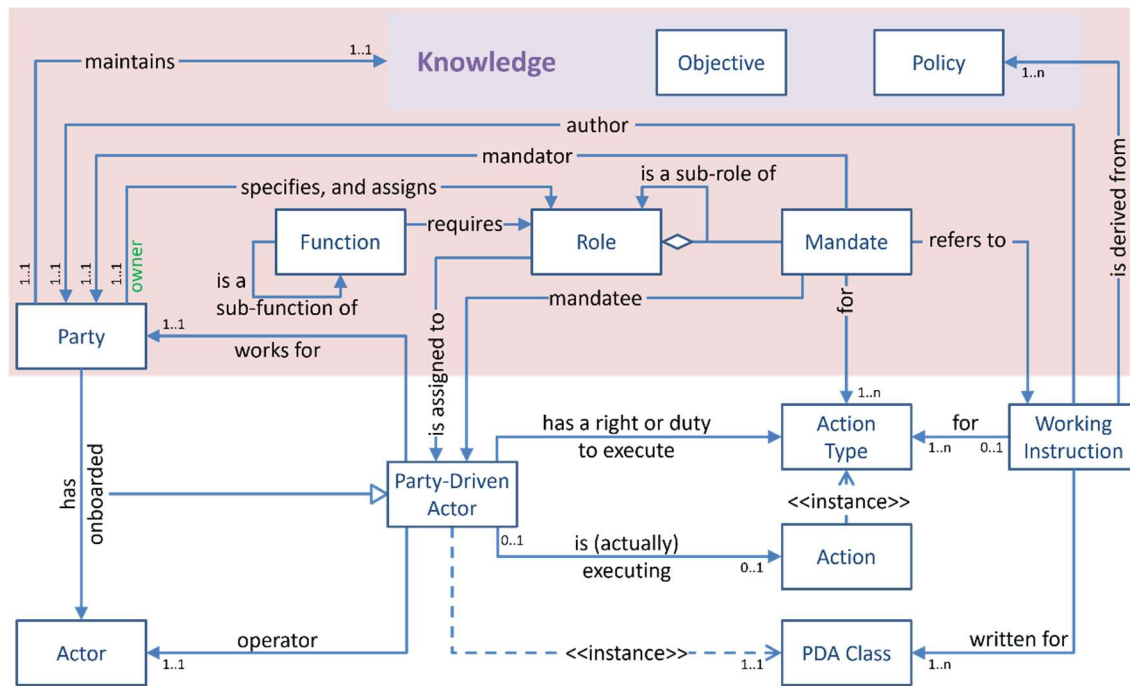 1..1
maintains
Knowledge
Objective
Policy
1..n
author
mandator
is a sub-role of
specifies, and assigns
is derived from
Function
requires
Role
Mandate
refers to
1..1
1..1
1..1
1..1
owner
is a
sub-function of
mandatee
for
Party
1..1
works for
is assigned to
1..n
has
onboarded
has a right or duty
to execute
Action
Type
for
1..n
0..1
Working
Instruction
Party-Driven
Actor
<<instance>>
0..1
is (actually)
executing
0..1
Action
Actor
operator
1..1
<<instance>>
1..1
PDA Class
written for
1..n